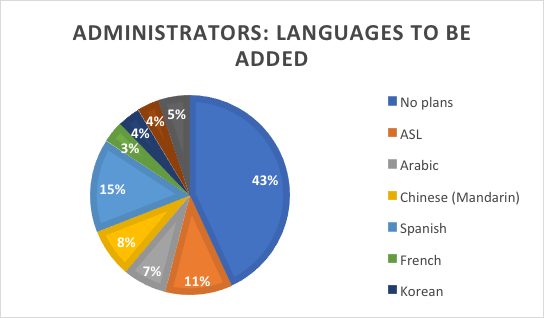 ADMINISTRATORS: LANGUAGES TO BE
ADDED
5%
4%
4%
3%
15%
8%
7%
11%
43%
No plans
ASL
Arabic
Chinese (Mandarin)
Spanish
French
Korean